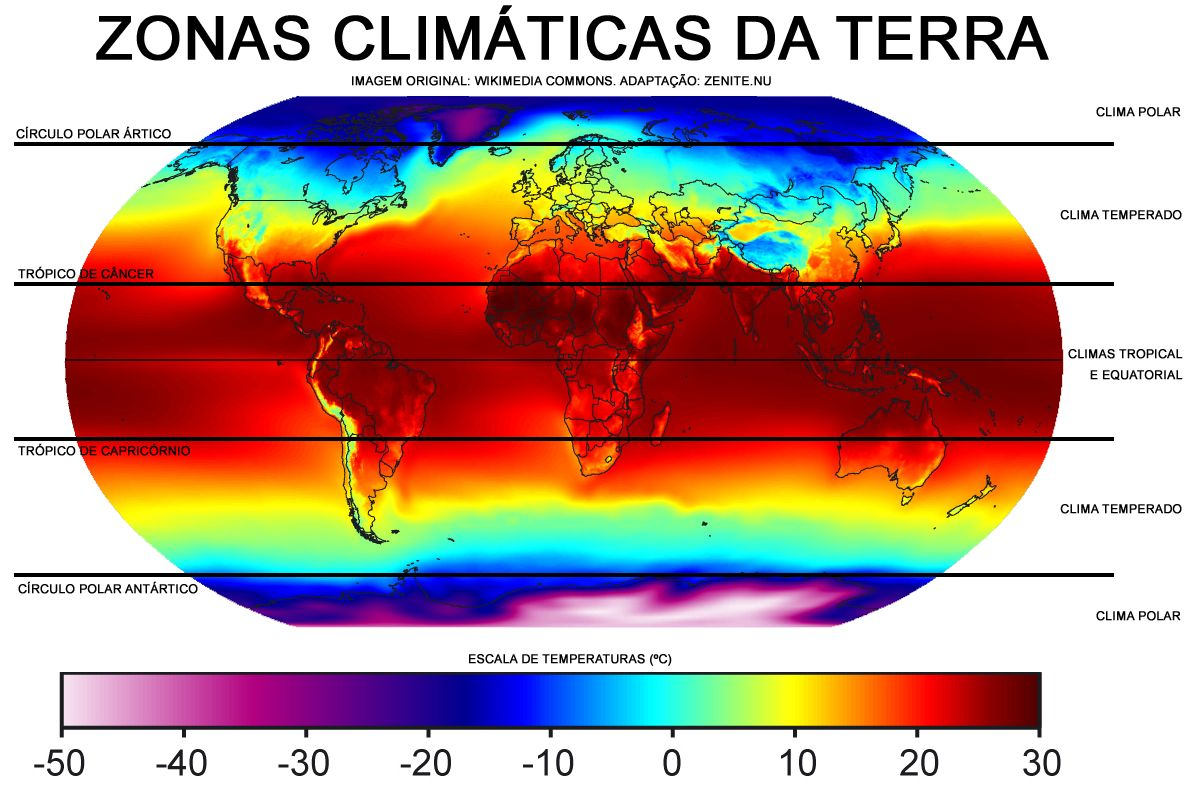 ZONAS CLIMÁTICAS DA TERRA
IMAGEM ORIGINAL: WIKIMEDIA COMMONS. ADAPTAÇÃO: ZENITE.NU
CLIMA POLAR
CÍRCULO POLAR ÁRTICO
CLIMA TEMPERADO
TRÓPICO DE CÂNCER
CLIMAS TROPICAL
E EQUATORIAL
TRÓPICO DE CAPRICÓRNIO
CLIMA TEMPERADO
CÍRCULO POLAR ANTÁRTICO
CLIMA POLAR
ESCALA DE TEMPERATURAS (ºC)
-50 -40 -30 -20 -10 0 10 20 30